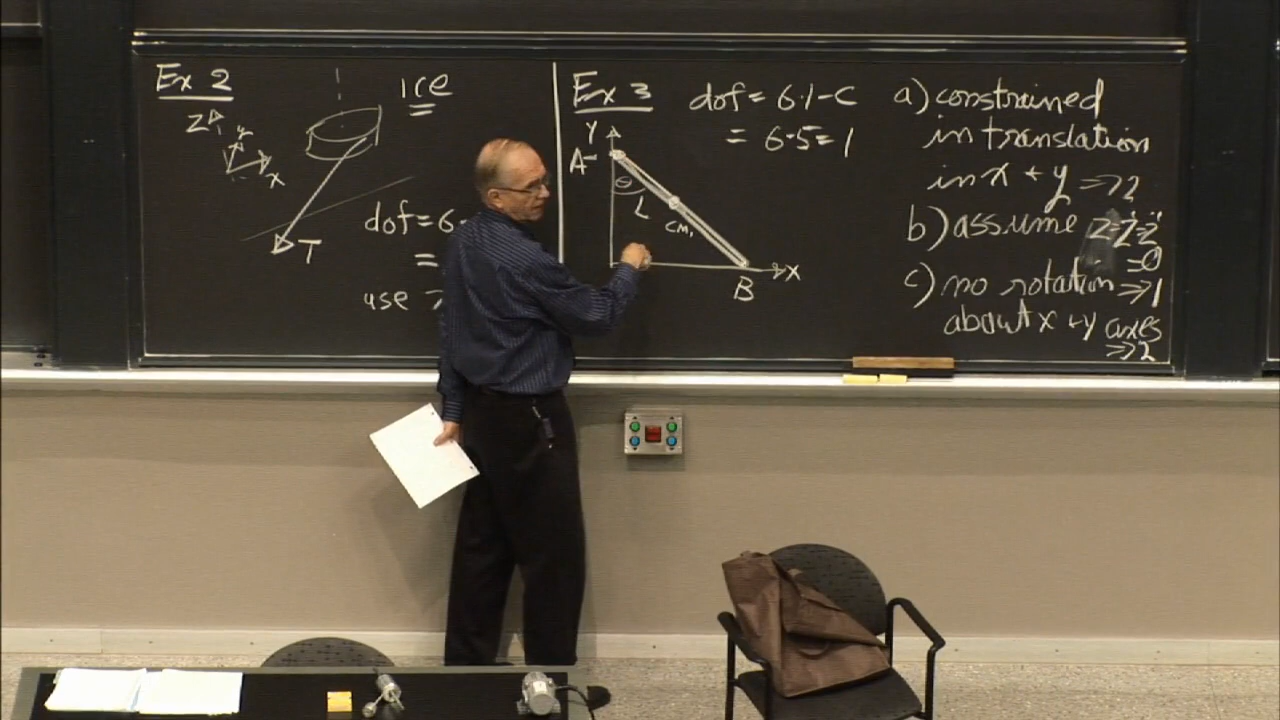 Ex 2
ice
Z
y
x
T
dof = 6-
=
use
Ex 3
dof = 6·1-C
= 6-5=1
Y
A
θ
L
CM,
B
X
a) constrained
in translation
in x + y ⇒ 2
b) assume z=ż=z̈
=0
c) no rotation ⇒ 1
about x + y axes
⇒ 2